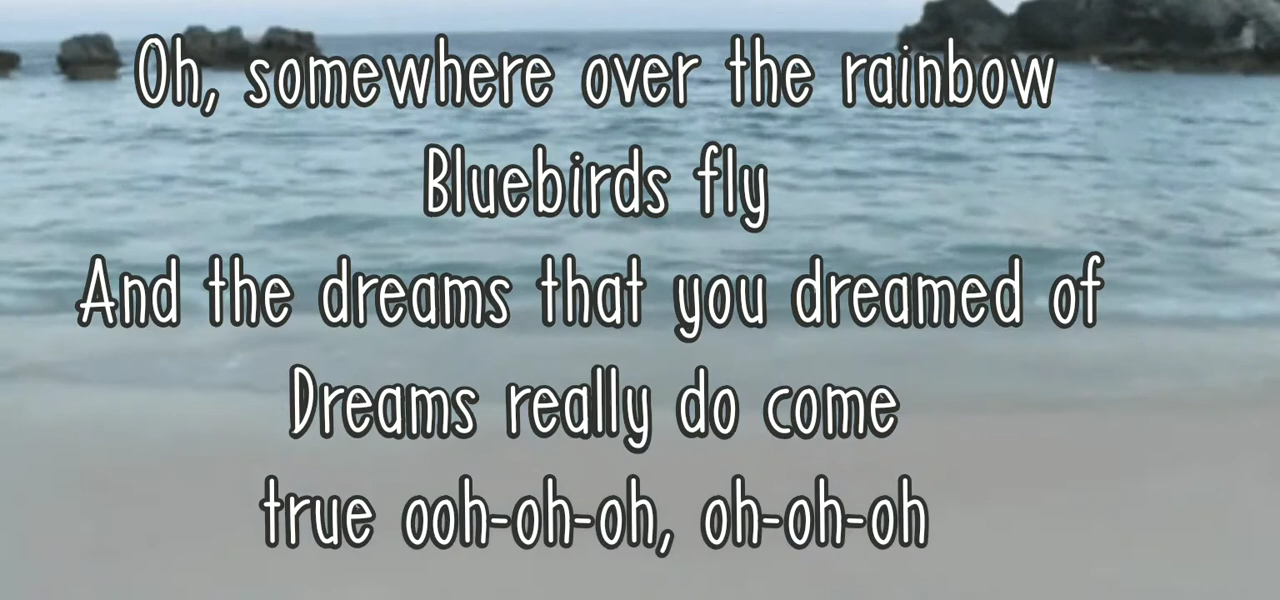 Oh, somewhere over the rainbow
Bluebirds fly
And the dreams that you dreamed of
Dreams really do come
true ooh-oh-oh, oh-oh-oh